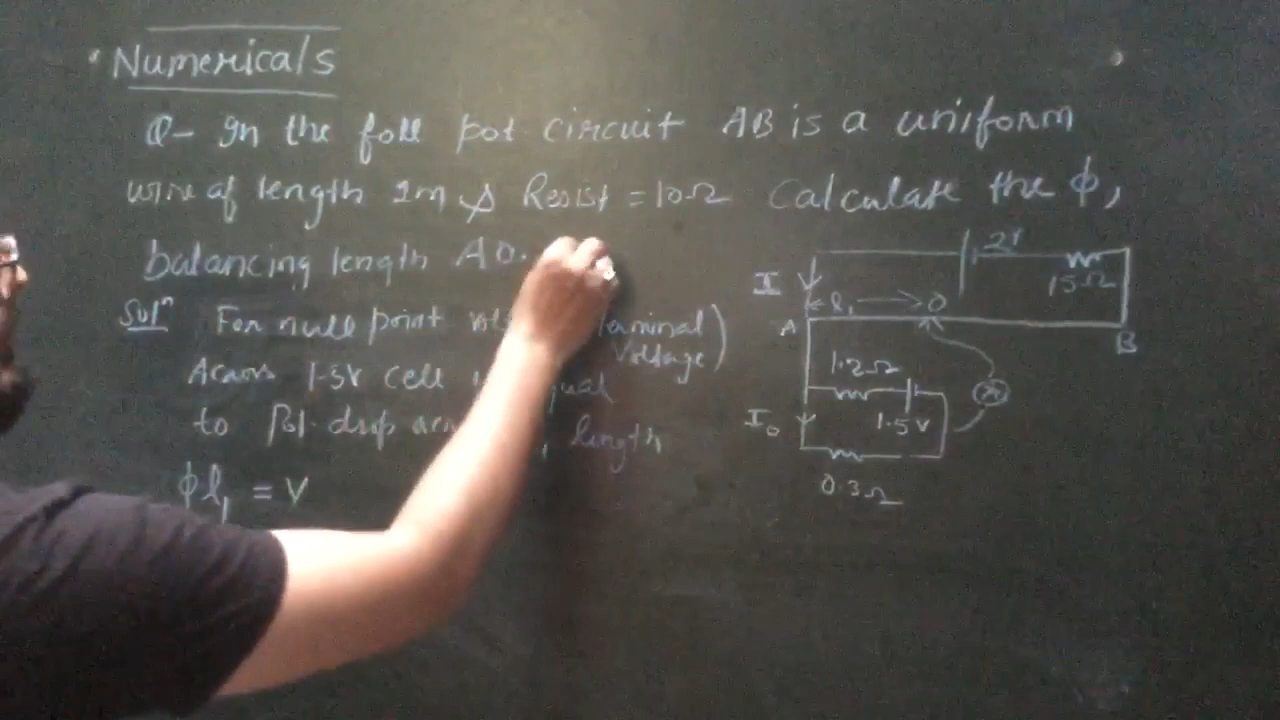 Numericals
Q- In the foll pot circuit AB is a uniform
wire of length 1m & Resist = 10Ω Calculate the ϕ,
balancing length AO.
Solⁿ For null point (Terminal
Voltage)
Across 1.5V cell equal
to Pot. drop length
ϕl₁ = V
2V
15Ω
I
l₁
O
A
B
1.2Ω
1.5V
I₀
0.3Ω